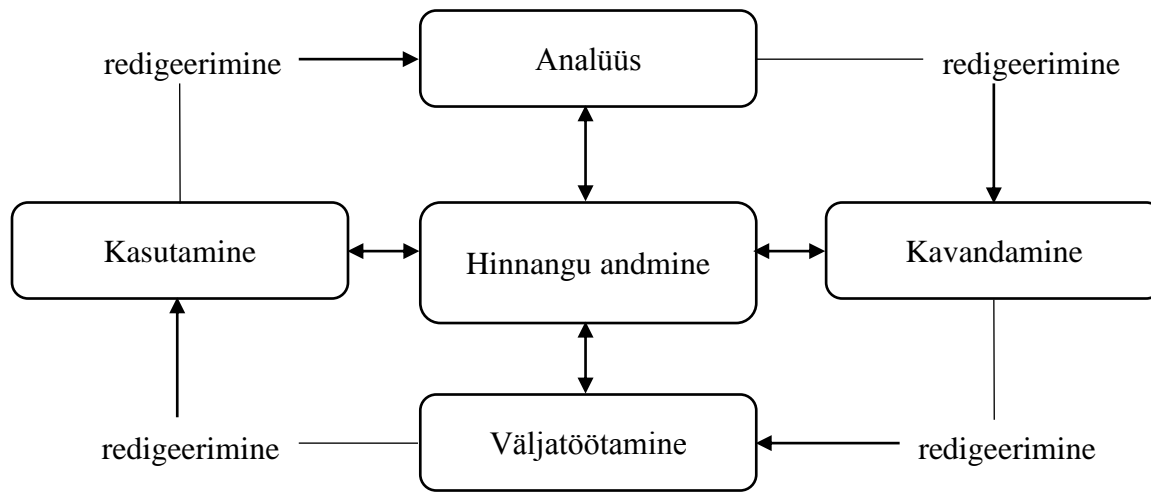 redigeerimine
Analüüs
redigeerimine
Kasutamine
Hinnangu andmine
Kavandamine
redigeerimine
Väljatöötamine
redigeerimine